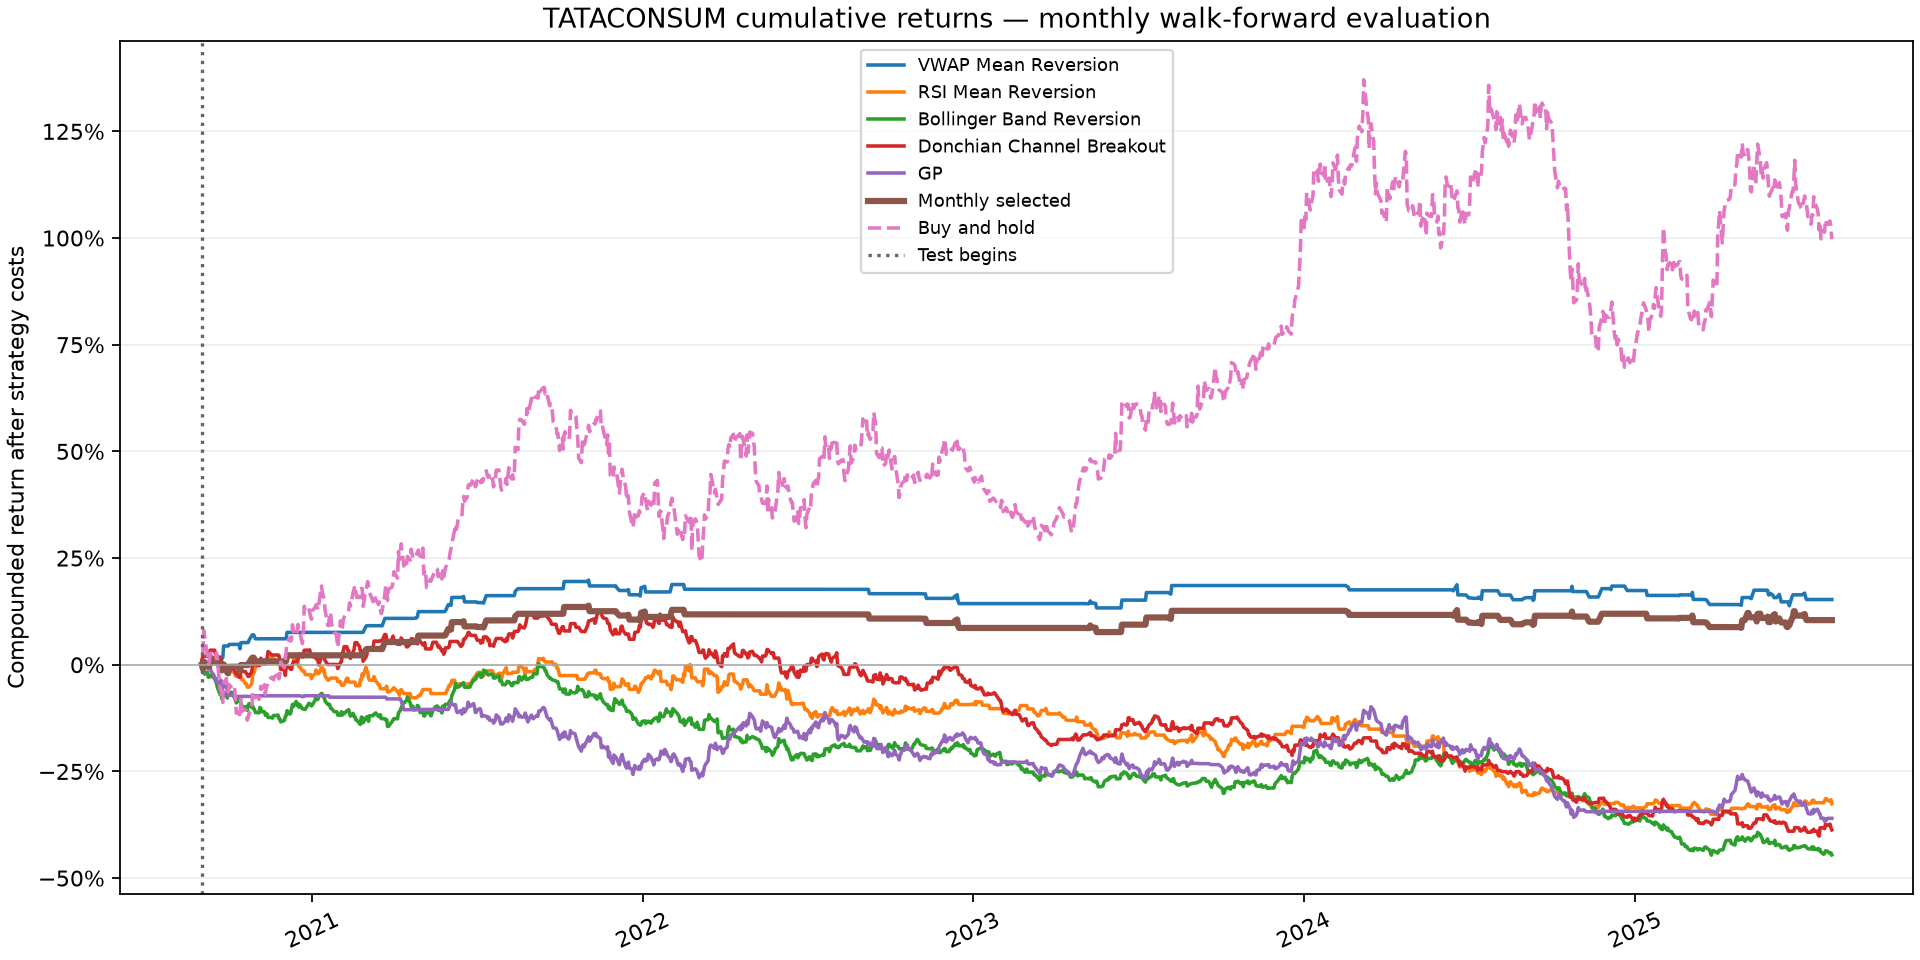 TATACONSUM cumulative returns — monthly walk-forward evaluation
Compounded return after strategy costs
125%
100%
75%
50%
25%
0%
−25%
−50%
VWAP Mean Reversion
RSI Mean Reversion
Bollinger Band Reversion
Donchian Channel Breakout
GP
Monthly selected
Buy and hold
Test begins
2021
2022
2023
2024
2025